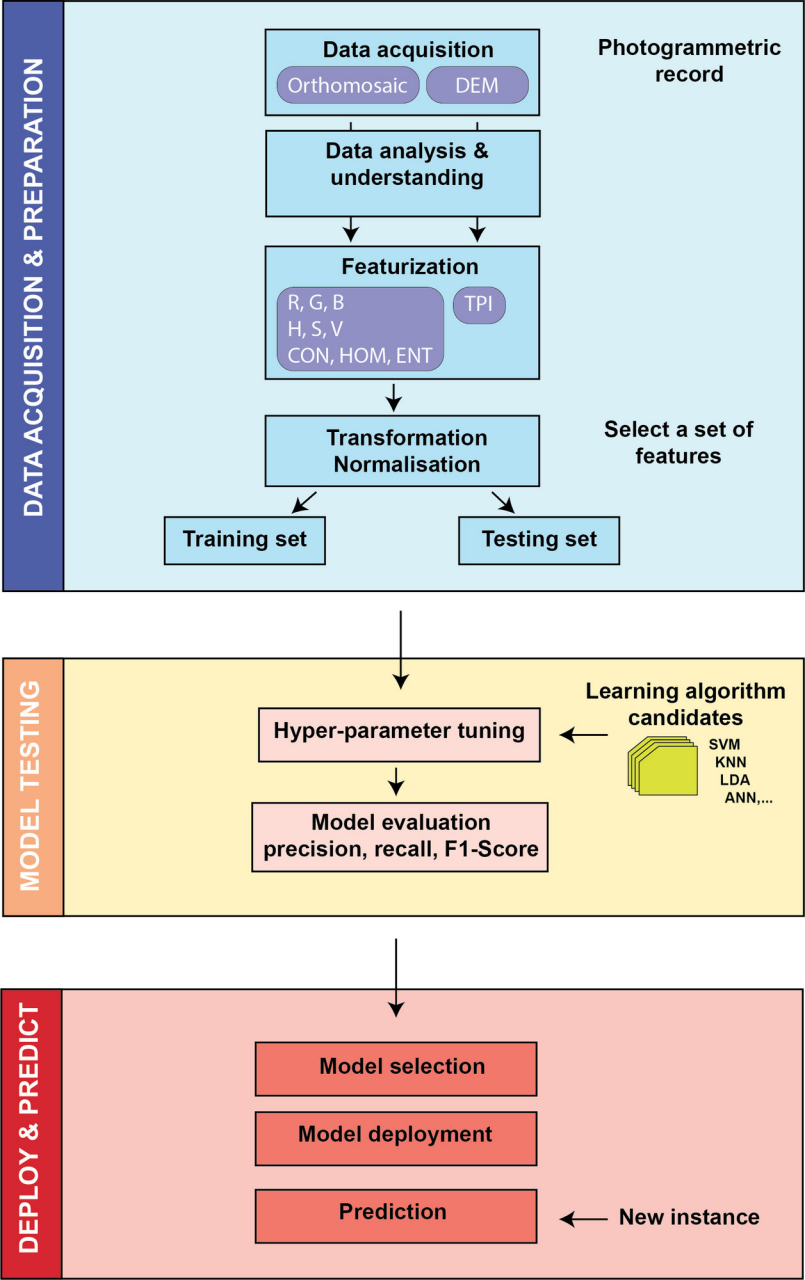 DATA ACQUISITION & PREPARATION
Data acquisition
Orthomosaic
DEM
Photogrammetric
record
Data analysis &
understanding
Featurization
R, G, B
H, S, V
CON, HOM, ENT
TPI
Transformation
Normalisation
Select a set of
features
Training set
Testing set
MODEL TESTING
Hyper-parameter tuning
Learning algorithm
candidates
SVM
KNN
LDA
ANN,...
Model evaluation
precision, recall, F1-Score
DEPLOY & PREDICT
Model selection
Model deployment
Prediction
New instance